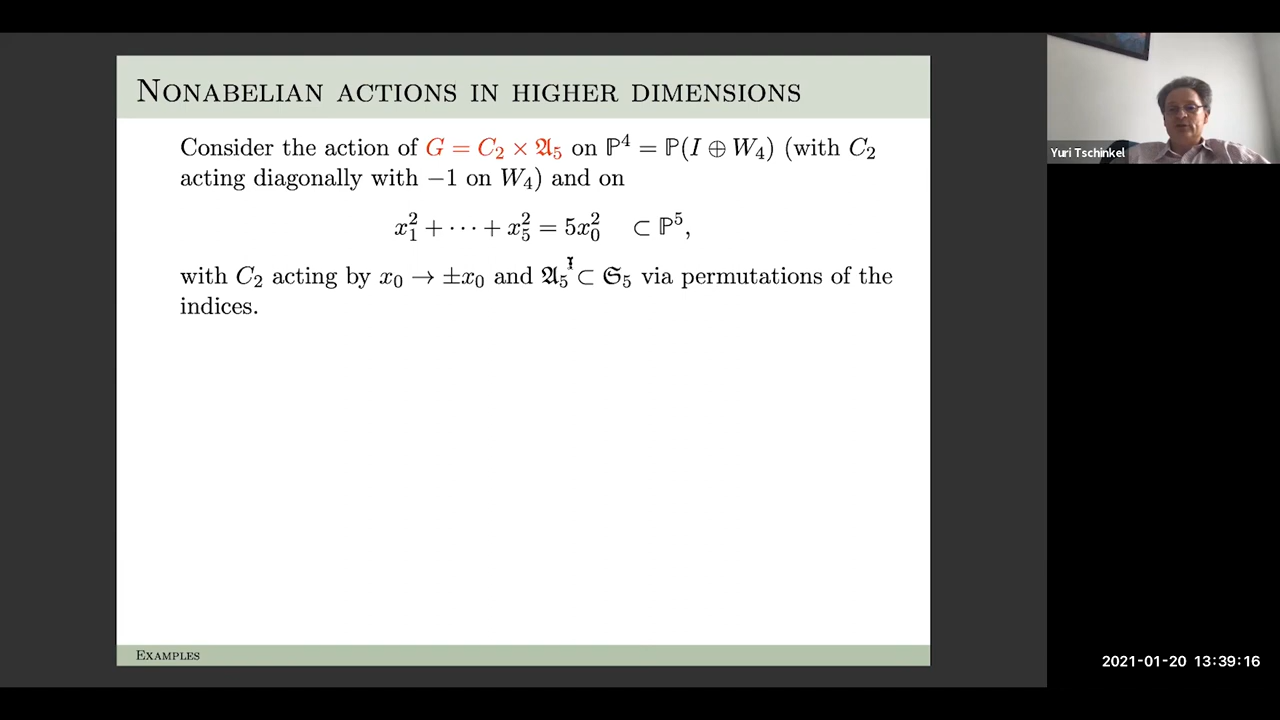 NONABELIAN ACTIONS IN HIGHER DIMENSIONS
Consider the action of G = C₂ × 𝔄₅ on ℙ⁴ = ℙ(I ⊕ W₄) (with C₂
acting diagonally with −1 on W₄) and on
x₁² + ⋯ + x₅² = 5x₀² ⊂ ℙ⁵,
with C₂ acting by x₀ → ±x₀ and 𝔄₅ ⊂ 𝔖₅ via permutations of the
indices.
EXAMPLES
Yuri Tschinkel
2021-01-20 13:39:16